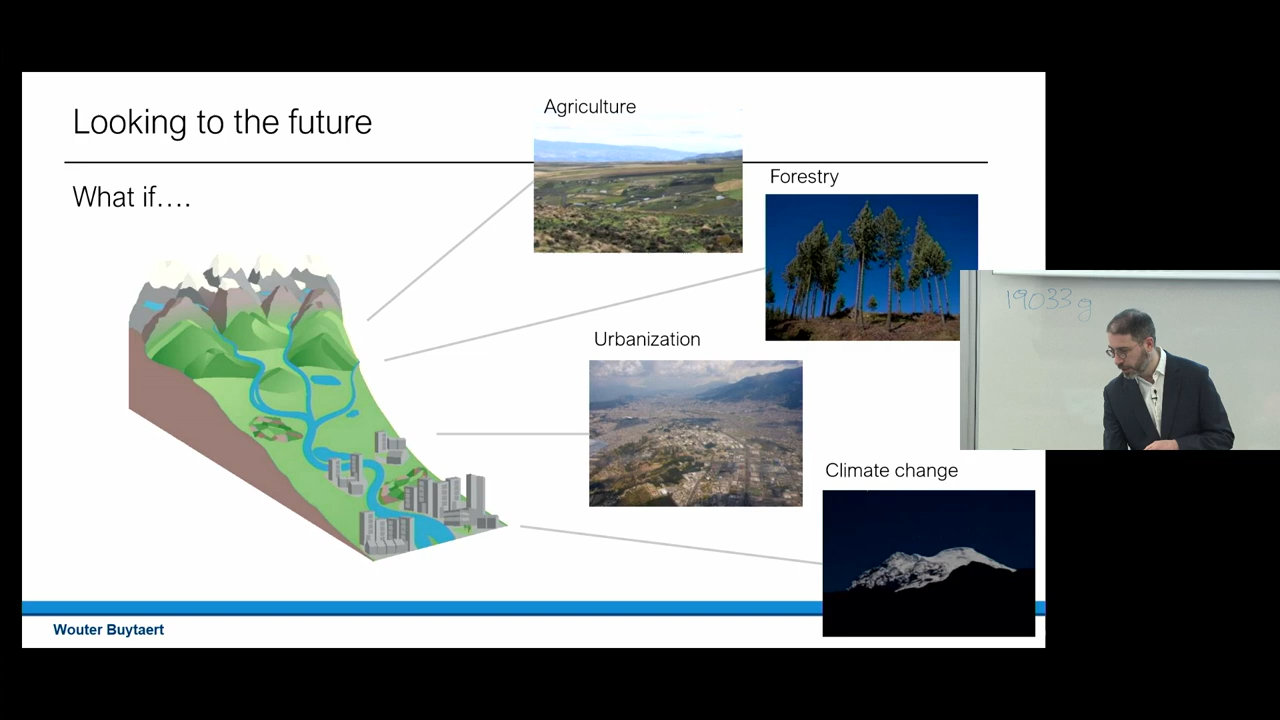 Looking to the future
What if….
Agriculture
Forestry
Urbanization
Climate change
19033 g
Wouter Buytaert